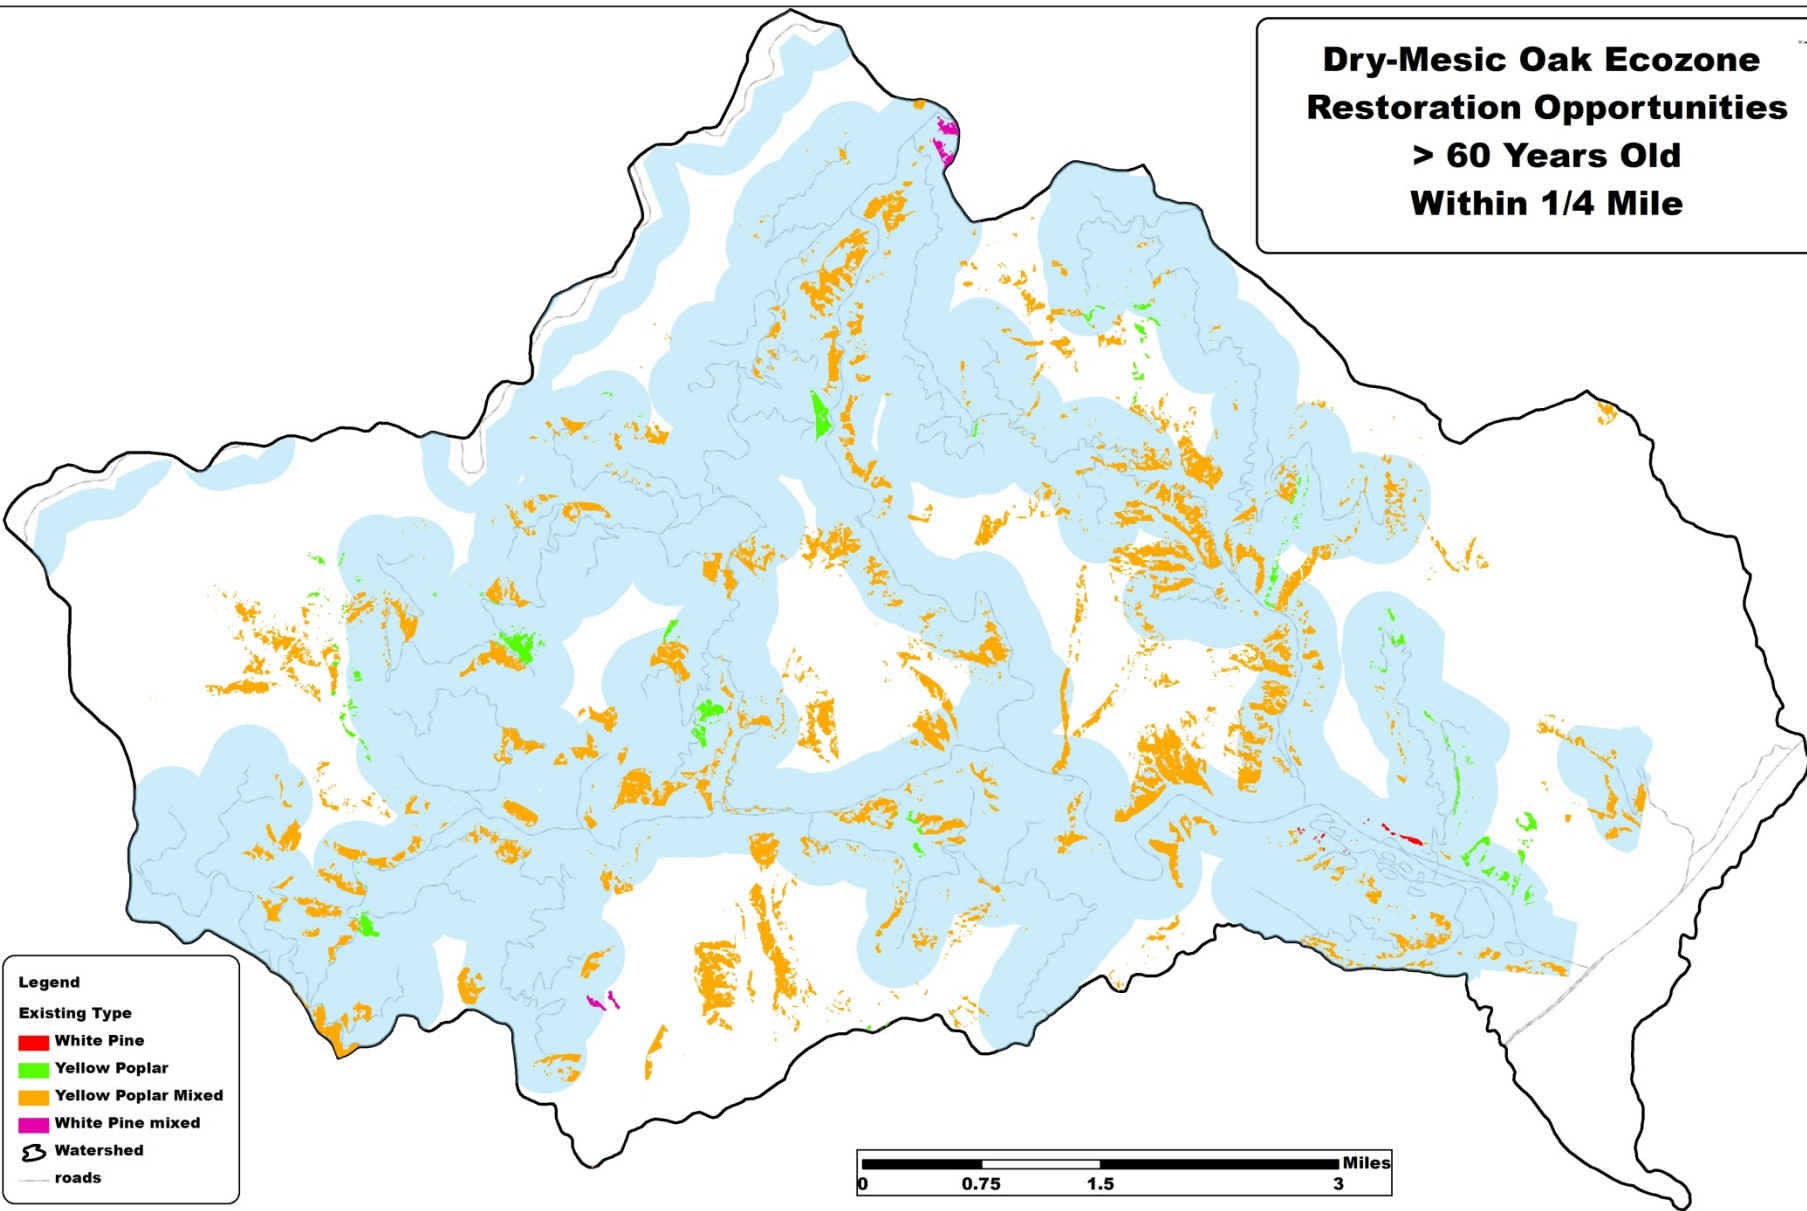 Dry-Mesic Oak Ecozone
Restoration Opportunities
> 60 Years Old
Within 1/4 Mile
Legend
Existing Type
White Pine
Yellow Poplar
Yellow Poplar Mixed
White Pine mixed
Watershed
roads
Miles
0 0.75 1.5 3